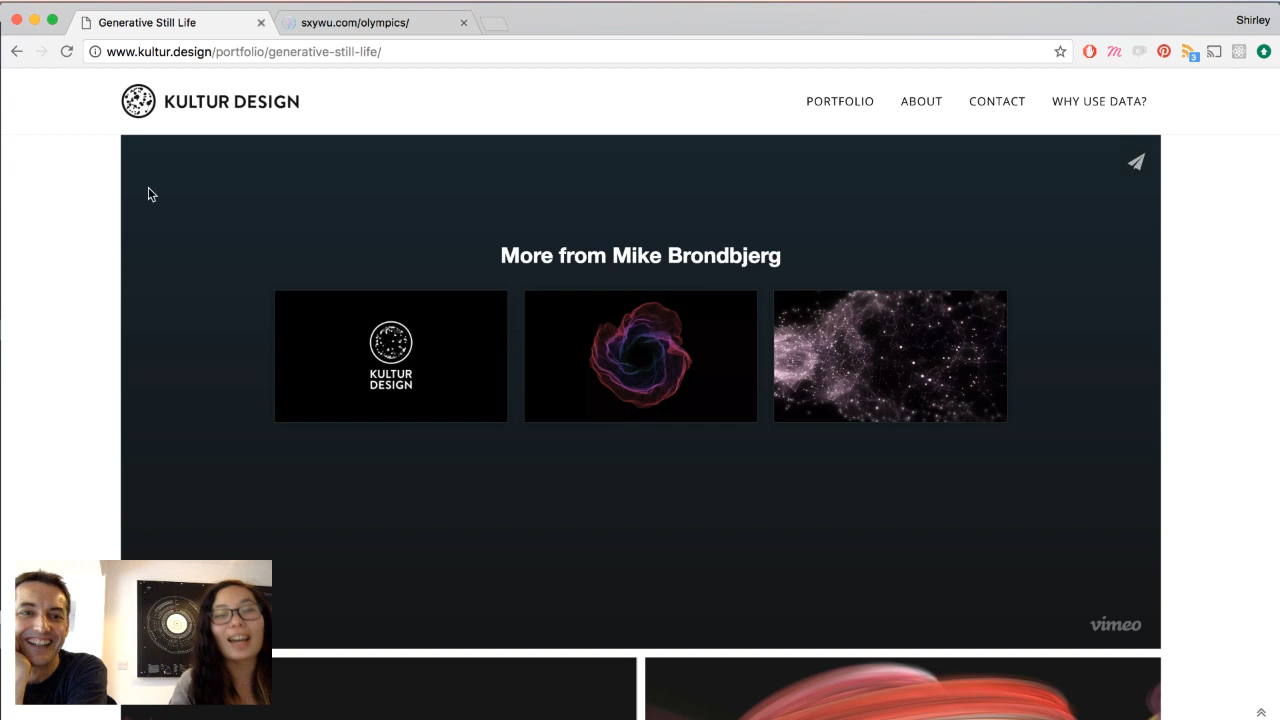 Generative Still Life
sxywu.com/olympics/
Shirley
www.kultur.design/portfolio/generative-still-life/
3
KULTUR DESIGN
PORTFOLIO
ABOUT
CONTACT
WHY USE DATA?
More from Mike Brondbjerg
KULTUR
DESIGN
vimeo